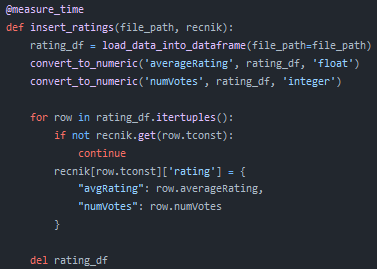 @measure_time
def insert_ratings(file_path, recnik):
    rating_df = load_data_into_dataframe(file_path=file_path)
    convert_to_numeric('averageRating', rating_df, 'float')
    convert_to_numeric('numVotes', rating_df, 'integer')

    for row in rating_df.itertuples():
        if not recnik.get(row.tconst):
            continue
        recnik[row.tconst]['rating'] = {
            "avgRating": row.averageRating,
            "numVotes": row.numVotes
        }

    del rating_df